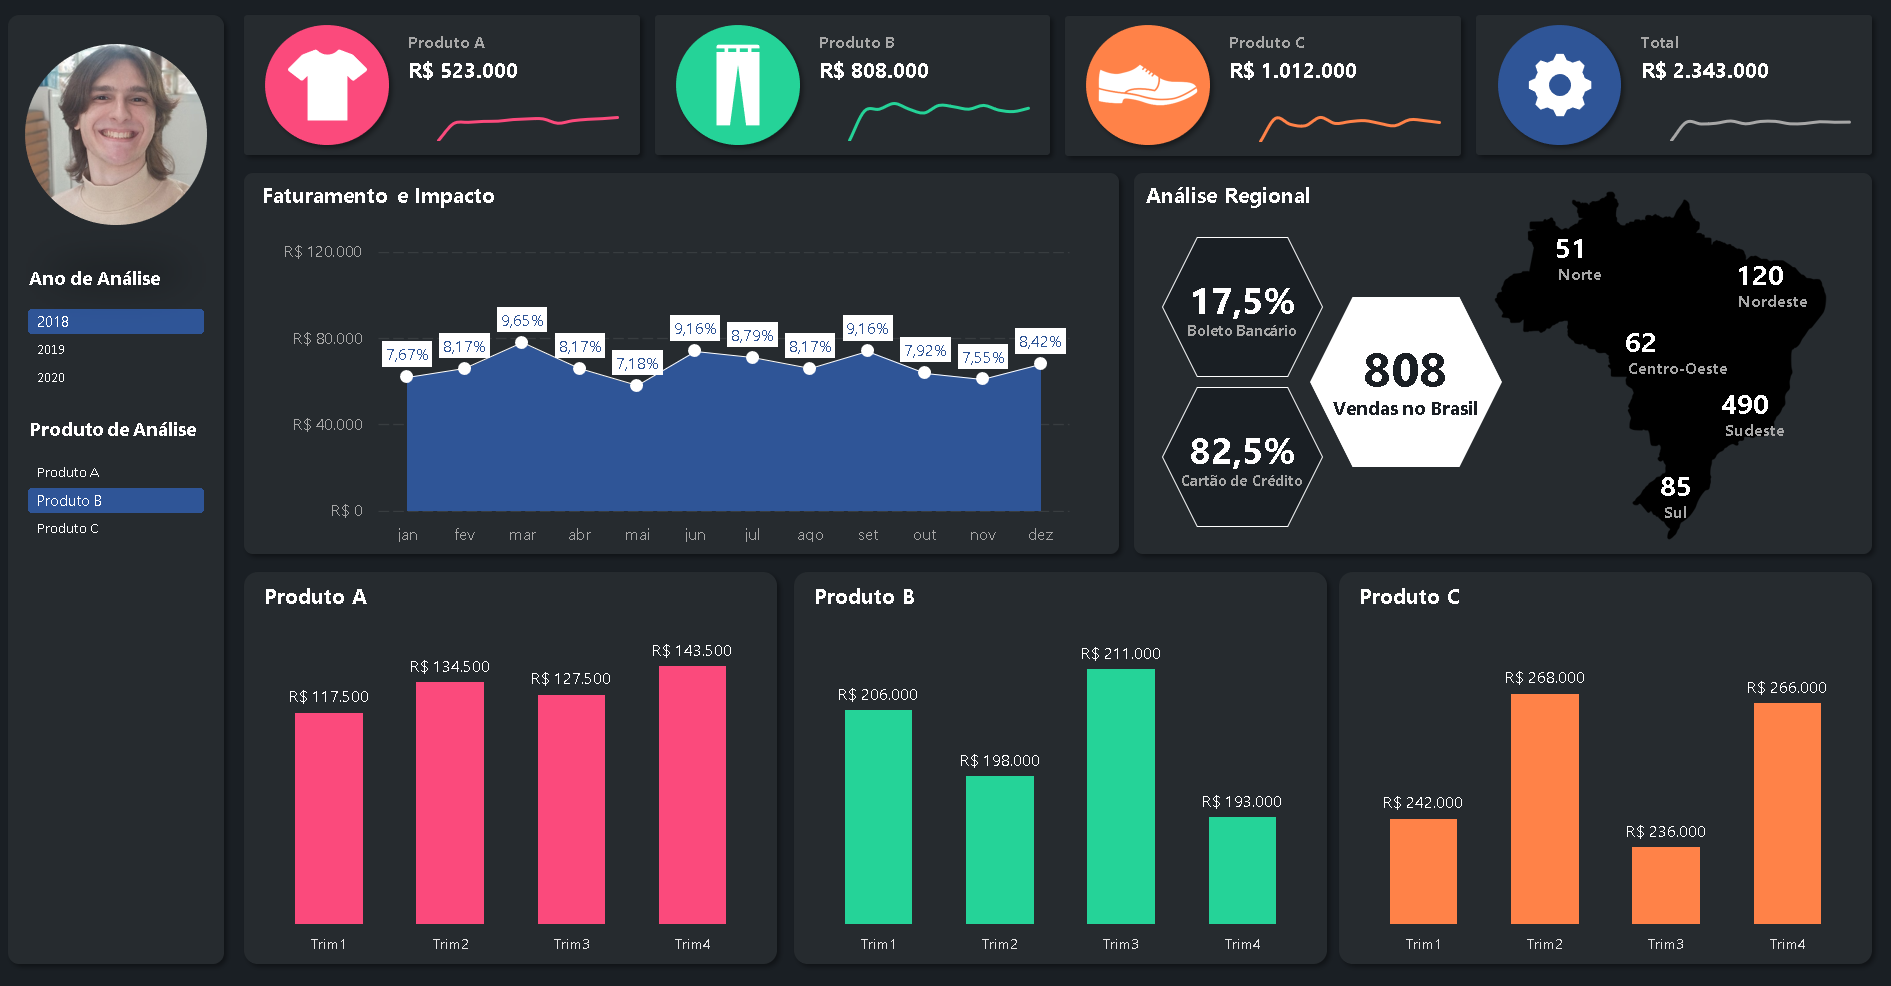 Produto A
R$ 523.000
Produto B
R$ 808.000
Produto C
R$ 1.012.000
Total
R$ 2.343.000
Ano de Análise
2018
2019
2020
Produto de Análise
Produto A
Produto B
Produto C
Faturamento e Impacto
R$ 120.000
R$ 80.000
R$ 40.000
R$ 0
7,67%
8,17%
9,65%
8,17%
7,18%
9,16%
8,79%
8,17%
9,16%
7,92%
7,55%
8,42%
jan fev mar abr mai jun jul ago set out nov dez
Análise Regional
17,5%
Boleto Bancário
82,5%
Cartão de Crédito
808
Vendas no Brasil
51
Norte
120
Nordeste
62
Centro-Oeste
490
Sudeste
85
Sul
Produto A
R$ 117.500
R$ 134.500
R$ 127.500
R$ 143.500
Trim1 Trim2 Trim3 Trim4
Produto B
R$ 206.000
R$ 198.000
R$ 211.000
R$ 193.000
Trim1 Trim2 Trim3 Trim4
Produto C
R$ 242.000
R$ 268.000
R$ 236.000
R$ 266.000
Trim1 Trim2 Trim3 Trim4